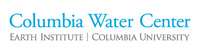 Columbia Water Center
EARTH INSTITUTE | COLUMBIA UNIVERSITY